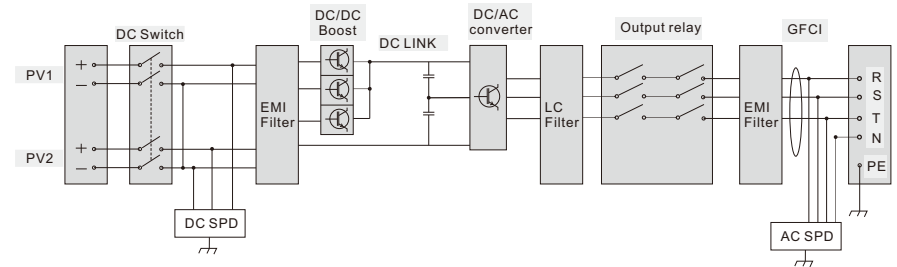 DC Switch
DC/DC
Boost
DC LINK
DC/AC
converter
Output relay
GFCI
PV1
+
−
PV2
+
−
EMI
Filter
LC
Filter
EMI
Filter
R
S
T
N
PE
DC SPD
AC SPD